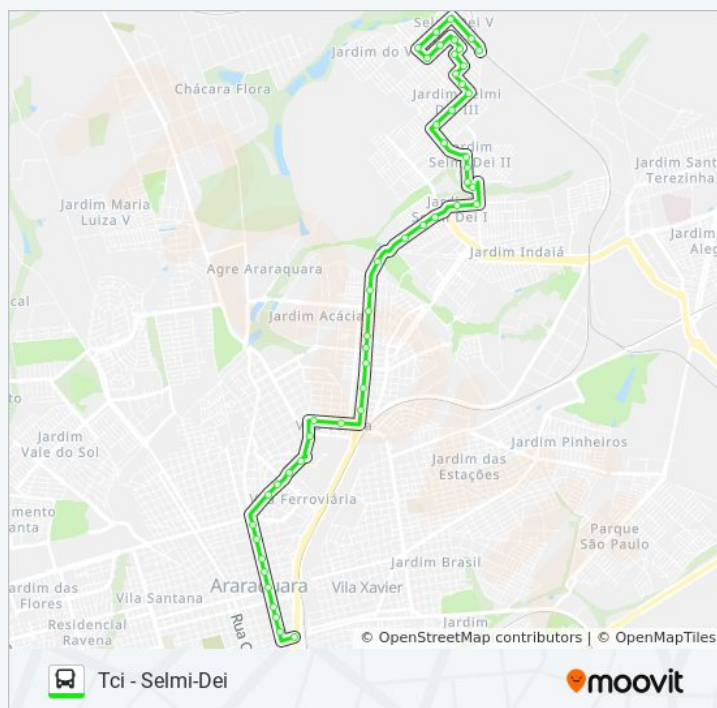 Selmi Dei V
Jardim do V
Chácara Flora
Jardim Selmi
Dei III
Jardim
Selmi Dei II
Jardim Sant
Terezinha
Jardim Maria
Luiza V
Jard
Selmi Dei I
Jardim
Aleg
Jardim Indaiá
Agre Araraquara
cal
Jardim Acácia
to
Jardim
Vale do Sol
Jardim Pinheiros
Jardim das
Estações
Vila Ferroviária
mento
anta
Parque
São Paulo
Jardim Brasil
Araraquara
Vila Xavier
ardim das
Flores
Vila Santana
Residencial
Ravena
Rua
© OpenStreetMap contributors | © OpenMapTiles
Tci - Selmi-Dei
moovit